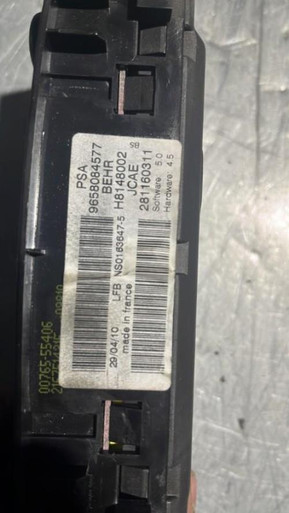 PSA
9658084577
BEHR
H8148002
JCAE
281160311
Software 5.0
Hardware 4.5
LFB NS0163647-5
29/04/10
made in france
00765-55406